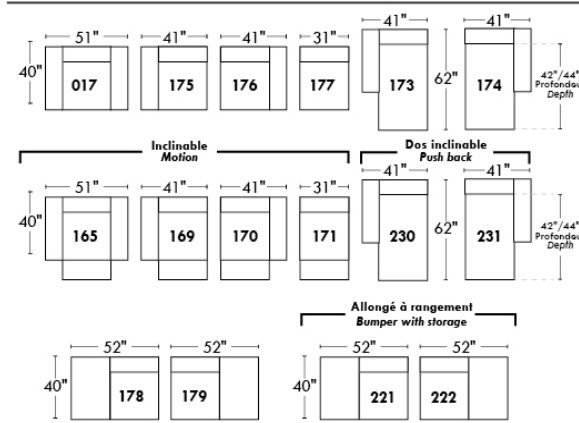 51" 41" 41" 31" 41" 41"
40" 017 175 176 177 173 62" 174 42"/44"
Profondeur
Depth
Inclinable
Motion
Dos inclinable
Push back
51" 41" 41" 31" 41" 41"
40" 165 169 170 171 230 62" 231 42"/44"
Profondeur
Depth
Allongé à rangement
Bumper with storage
52" 52" 52" 52"
40" 178 179 40" 221 222